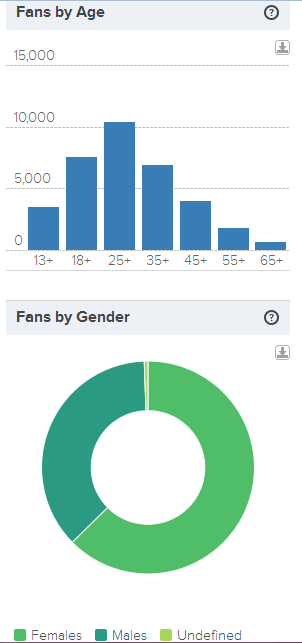 Fans by Age ?
15,000
10,000
5,000
0
13+ 18+ 25+ 35+ 45+ 55+ 65+
Fans by Gender ?
Females Males Undefined